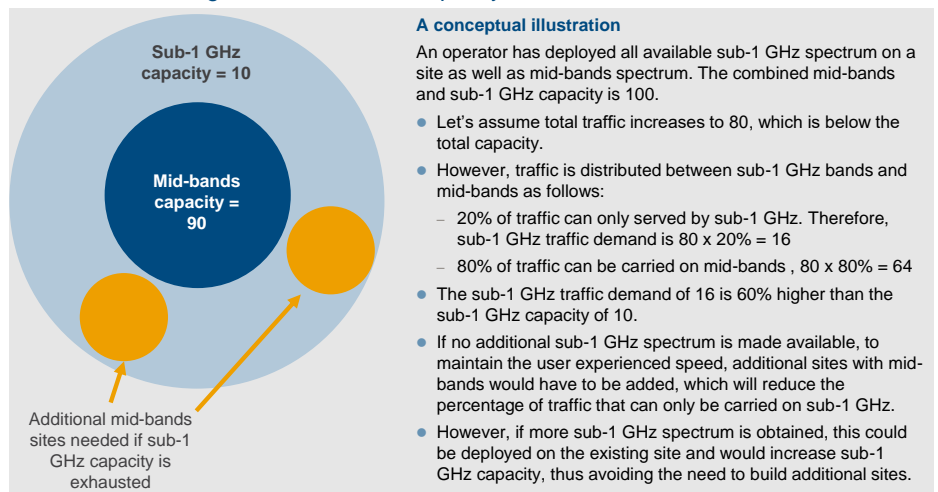 Sub-1 GHz
capacity = 10
Mid-bands
capacity =
90
Additional mid-bands
sites needed if sub-1
GHz capacity is
exhausted
A conceptual illustration
An operator has deployed all available sub-1 GHz spectrum on a
site as well as mid-bands spectrum. The combined mid-bands
and sub-1 GHz capacity is 100.
● Let’s assume total traffic increases to 80, which is below the
total capacity.
● However, traffic is distributed between sub-1 GHz bands and
mid-bands as follows:
− 20% of traffic can only served by sub-1 GHz. Therefore,
sub-1 GHz traffic demand is 80 x 20% = 16
− 80% of traffic can be carried on mid-bands , 80 x 80% = 64
● The sub-1 GHz traffic demand of 16 is 60% higher than the
sub-1 GHz capacity of 10.
● If no additional sub-1 GHz spectrum is made available, to
maintain the user experienced speed, additional sites with mid-
bands would have to be added, which will reduce the
percentage of traffic that can only be carried on sub-1 GHz.
● However, if more sub-1 GHz spectrum is obtained, this could
be deployed on the existing site and would increase sub-1
GHz capacity, thus avoiding the need to build additional sites.